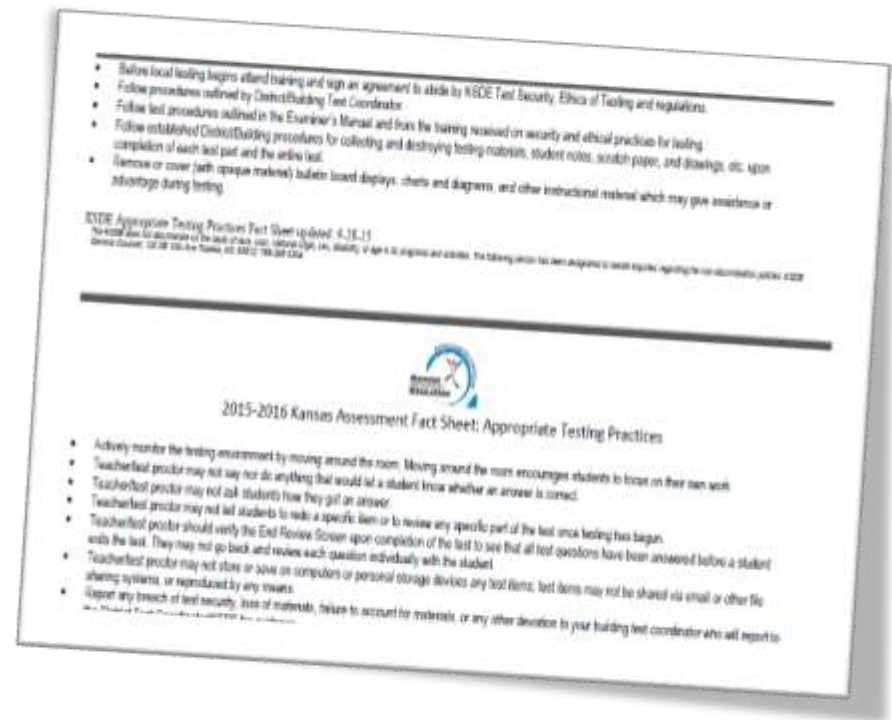 • Before local testing begins attend training and sign an agreement to abide by KSDE Test Security, Ethics of Testing and regulations.
• Follow procedures outlined by District/Building Test Coordinator
• Follow test procedures outlined in the Examiner's Manual and from the training received on security and ethical practices for testing.
• Follow established District/Building procedures for collecting and destroying testing materials, student notes, scratch paper, and drawings, etc. upon
completion of each test part and the entire test.
• Remove or cover (with opaque material) bulletin board displays, charts and diagrams, and other instructional material which may give assistance or
advantage during testing.
KSDE Appropriate Testing Practices Fact Sheet updated
2015-2016 Kansas Assessment Fact Sheet: Appropriate Testing Practices
• Actively monitor the testing environment by moving around the room. Moving around the room encourages students to focus on their own work.
• Teacher/test proctor may not say nor do anything that would let a student know whether an answer is correct.
• Teacher/test proctor may not ask students how they got an answer
• Teacher/test proctor may not tell students to redo a specific item or to review any specific part of the test once testing has begun.
• Teacher/test proctor should verify the End Review Screen upon completion of the test to see that all test questions have been answered before a student
ends the test. They may not go back and review each question individually with the student.
• Teacher/test proctor may not store or save on computers or personal storage devices any test items; test items may not be shared via email or other file
sharing systems, or reproduced by any means.
• Report any breach of test security, loss of materials, failure to account for materials, or any other deviation to your building test coordinator who will report to